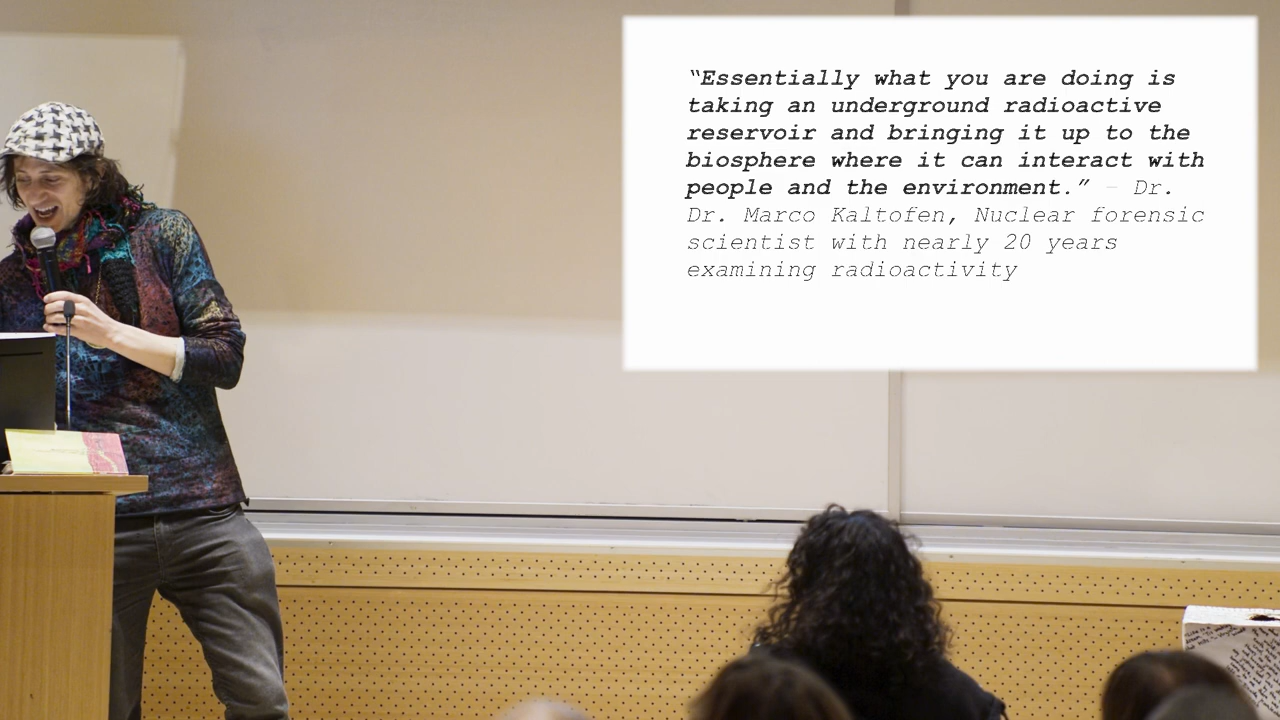 “Essentially what you are doing is
taking an underground radioactive
reservoir and bringing it up to the
biosphere where it can interact with
people and the environment.” – Dr.
Dr. Marco Kaltofen, Nuclear forensic
scientist with nearly 20 years
examining radioactivity